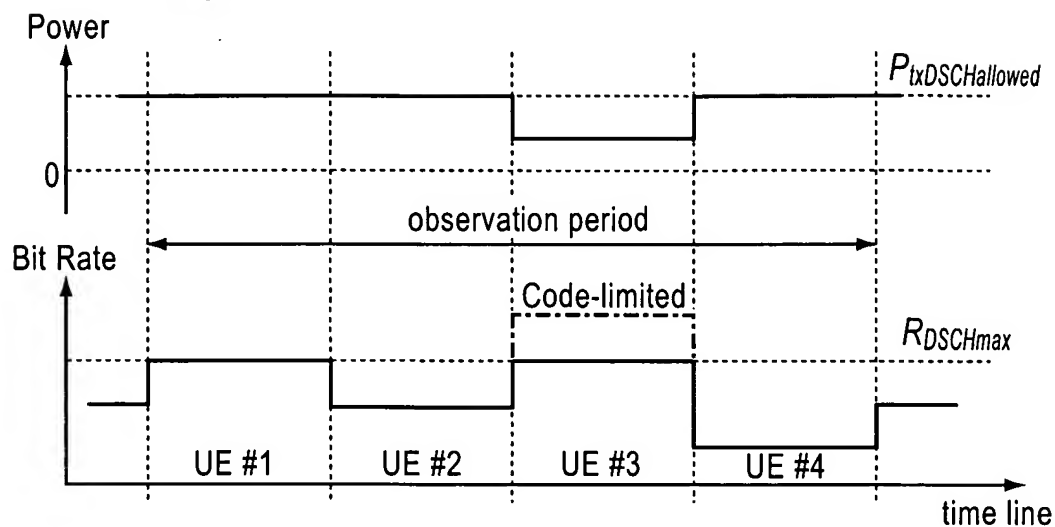 Power
PtxDSCHallowed
0
observation period
Bit Rate
Code-limited
RDSCHmax
UE #1
UE #2
UE #3
UE #4
time line